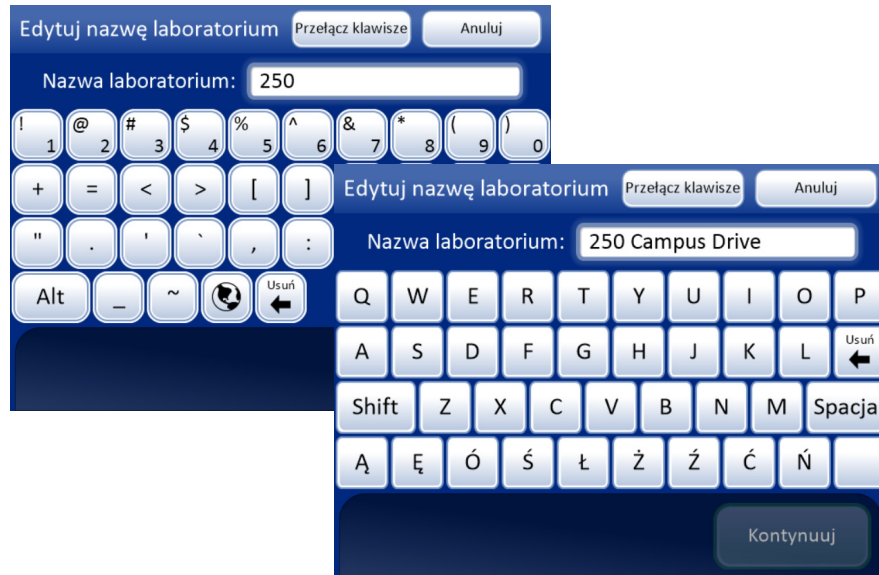 Edytuj nazwę laboratorium Przełącz klawisze Anuluj
Nazwa laboratorium: 250
! 1 @ 2 # 3 $ 4 % 5 ^ 6 & 7 * 8 ( 9 ) 0
+ = < > [ ]
" . ' ` , :
Alt _ ~ Usuń
Edytuj nazwę laboratorium Przełącz klawisze Anuluj
Nazwa laboratorium: 250 Campus Drive
Q W E R T Y U I O P
A S D F G H J K L Usuń
Shift Z X C V B N M Spacja
Ą Ę Ó Ś Ł Ż Ź Ć Ń
Kontynuuj